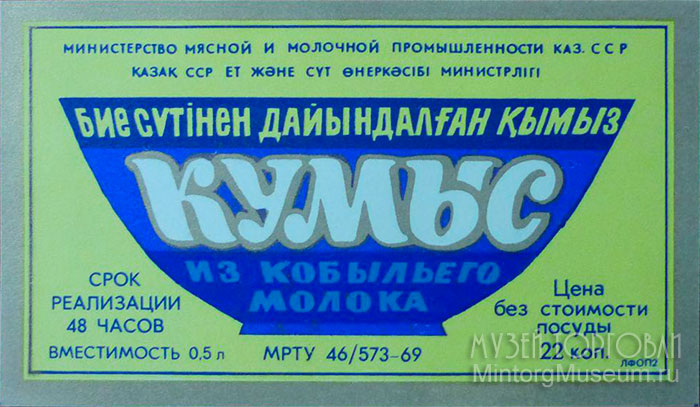 МИНИСТЕРСТВО МЯСНОЙ И МОЛОЧНОЙ ПРОМЫШЛЕННОСТИ КАЗ. ССР
ҚАЗАҚ ССР ЕТ ЖӘНЕ СҮТ ӨНЕРКӘСІБІ МИНИСТРЛІГІ
БИЕ СҮТІНЕН ДАЙЫНДАЛҒАН ҚЫМЫЗ
КУМЫС
ИЗ КОБЫЛЬЕГО
МОЛОКА
СРОК
РЕАЛИЗАЦИИ
48 ЧАСОВ
ВМЕСТИМОСТЬ 0,5 л
МРТУ 46/573-69
Цена
без стоимости
посуды
22 коп.
ЛФОП2
МУЗЕЙ ТОРГОВЛИ
MintorgMuseum.ru